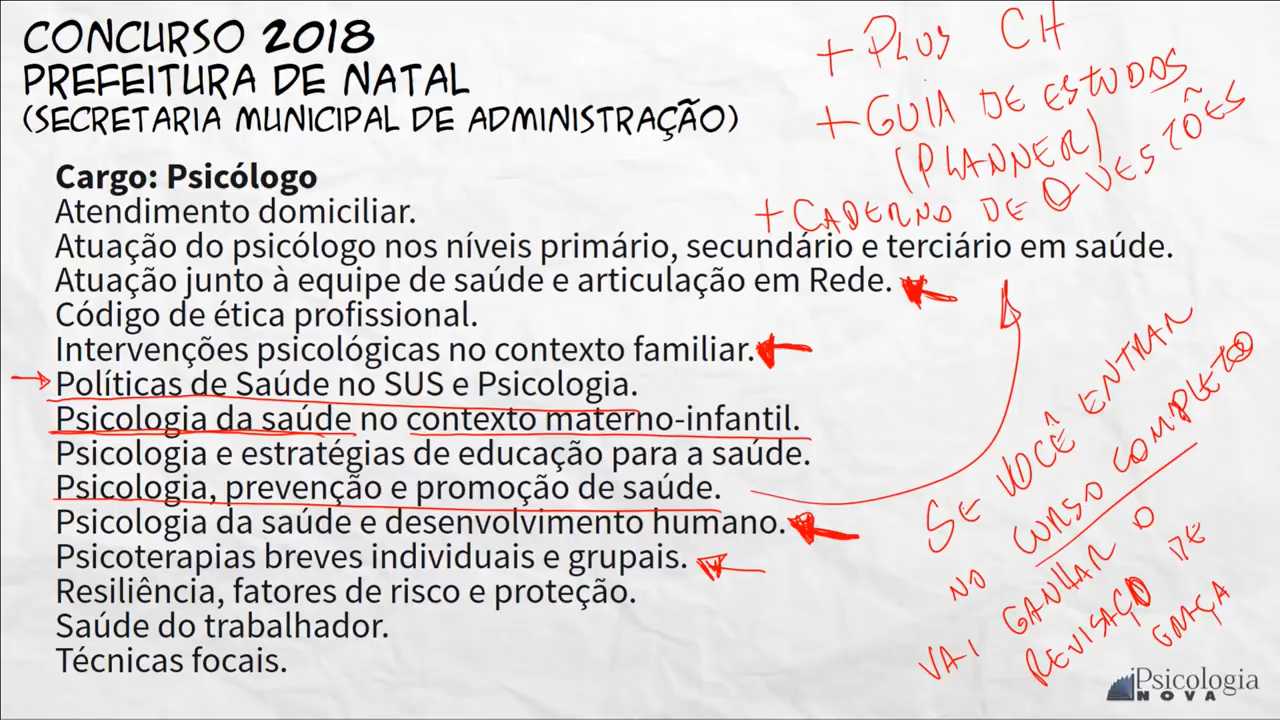 CONCURSO 2018
PREFEITURA DE NATAL
(SECRETARIA MUNICIPAL DE ADMINISTRAÇÃO)
+ PLUS CH
+ GUIA DE ESTUDOS
(PLANNER)
+ CADERNO DE QUESTÕES
Cargo: Psicólogo
Atendimento domiciliar.
Atuação do psicólogo nos níveis primário, secundário e terciário em saúde.
Atuação junto à equipe de saúde e articulação em Rede.
Código de ética profissional.
Intervenções psicológicas no contexto familiar.
Políticas de Saúde no SUS e Psicologia.
Psicologia da saúde no contexto materno-infantil.
Psicologia e estratégias de educação para a saúde.
Psicologia, prevenção e promoção de saúde.
Psicologia da saúde e desenvolvimento humano.
Psicoterapias breves individuais e grupais.
Resiliência, fatores de risco e proteção.
Saúde do trabalhador.
Técnicas focais.
SE VOCÊ ENTRAR
NO CURSO COMPLETO
VAI GANHAR O
REVISAÇO DE
GRAÇA
Psicologia
NOVA